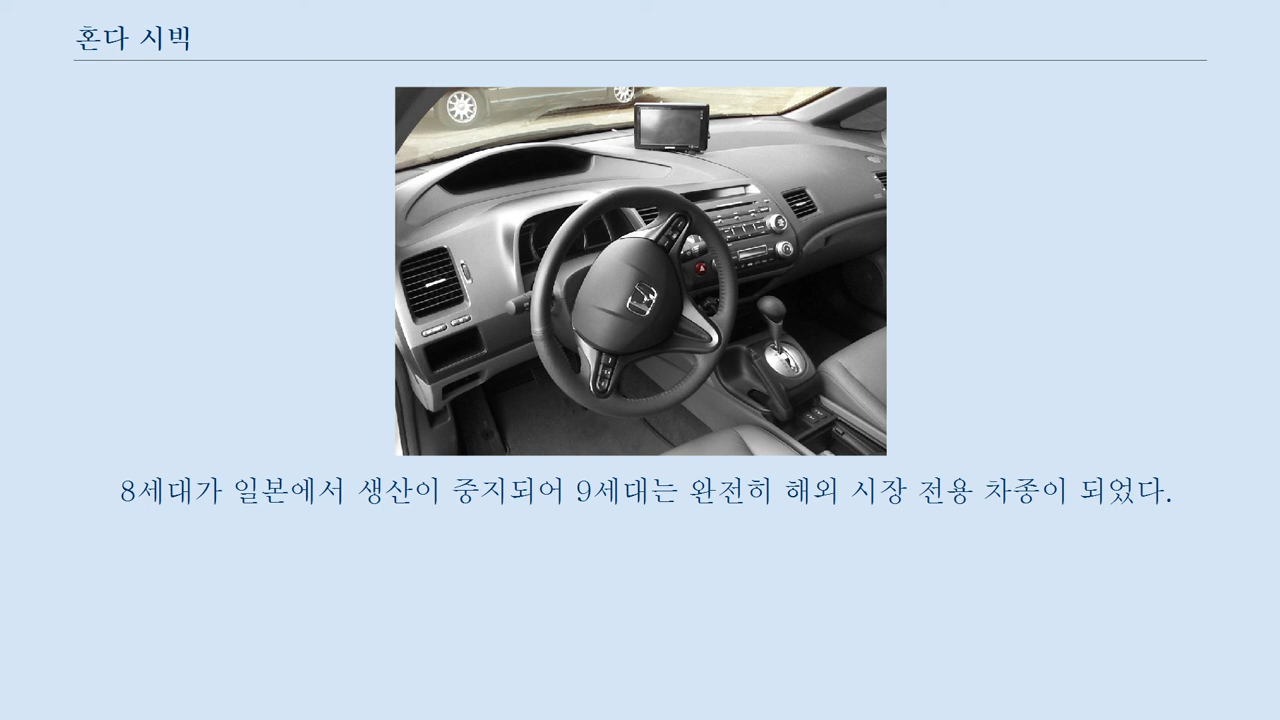 혼다 시빅
8세대가 일본에서 생산이 중지되어 9세대는 완전히 해외 시장 전용 차종이 되었다.